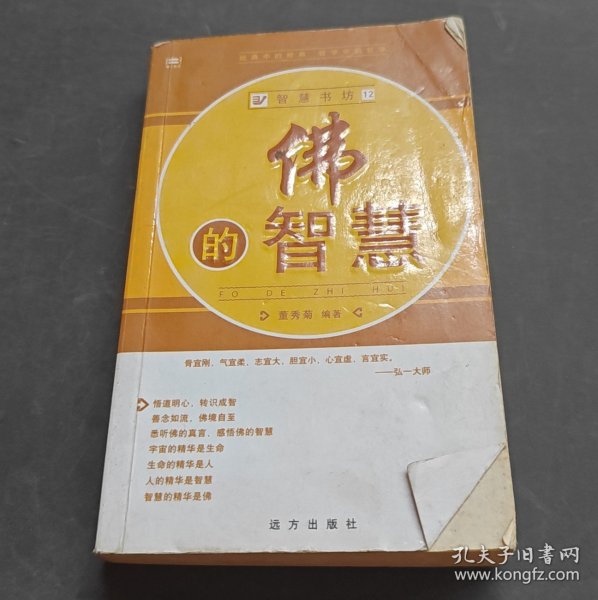 智慧书坊 12
佛
的智慧
FO DE ZHI HUI
董秀菊 编著
骨宜刚、气宜柔、志宜大、胆宜小、心宜虚、言宜实。
——弘一大师
悟道明心，转识成智
善念如流，佛境自至
悉听佛的真言，感悟佛的智慧
宇宙的精华是生命
生命的精华是人
人的精华是智慧
智慧的精华是佛
远方出版社
孔夫子旧书网
www.kongfz.com